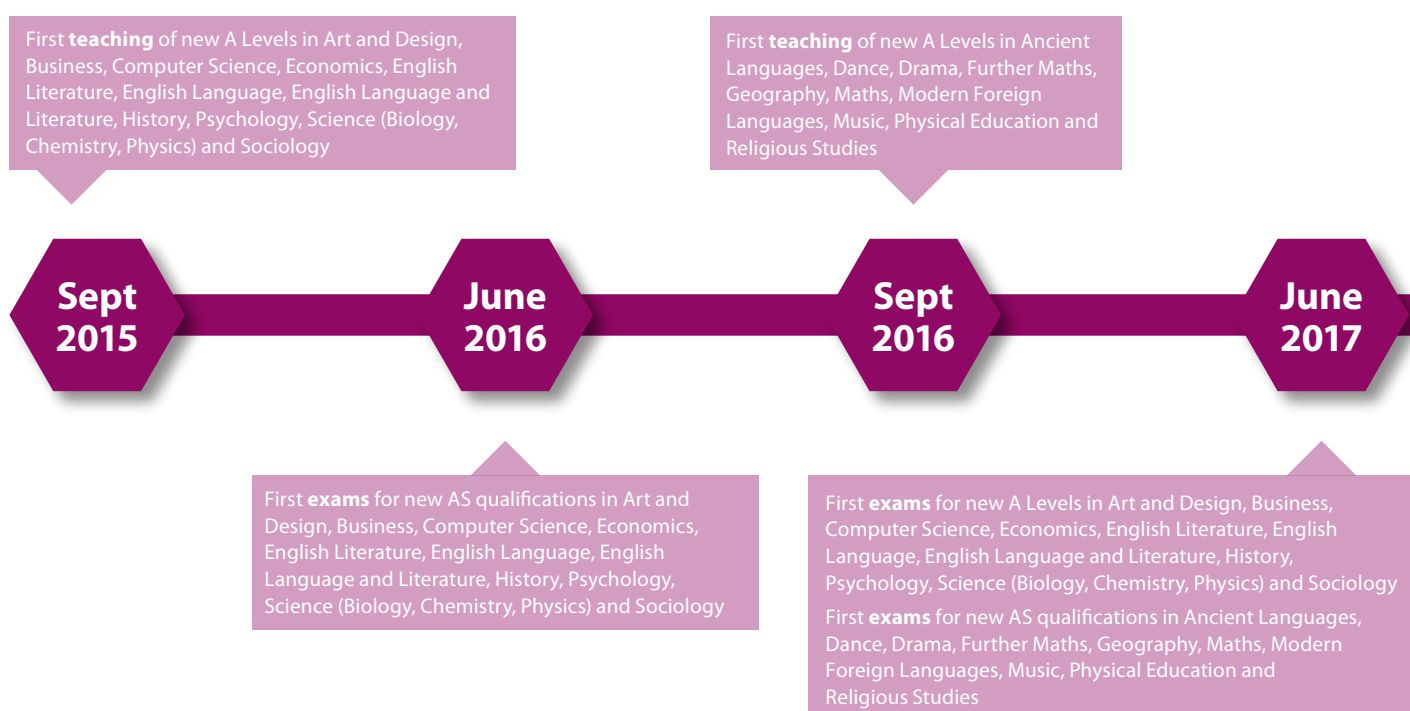 First teaching of new A Levels in Art and Design,
Business, Computer Science, Economics, English
Literature, English Language, English Language and
Literature, History, Psychology, Science (Biology,
Chemistry, Physics) and Sociology
First teaching of new A Levels in Ancient
Languages, Dance, Drama, Further Maths,
Geography, Maths, Modern Foreign
Languages, Music, Physical Education and
Religious Studies
Sept
2015
June
2016
Sept
2016
June
2017
First exams for new AS qualifications in Art and
Design, Business, Computer Science, Economics,
English Literature, English Language, English
Language and Literature, History, Psychology,
Science (Biology, Chemistry, Physics) and Sociology
First exams for new A Levels in Art and Design, Business,
Computer Science, Economics, English Literature, English
Language, English Language and Literature, History,
Psychology, Science (Biology, Chemistry, Physics) and Sociology
First exams for new AS qualifications in Ancient Languages,
Dance, Drama, Further Maths, Geography, Maths, Modern
Foreign Languages, Music, Physical Education and
Religious Studies